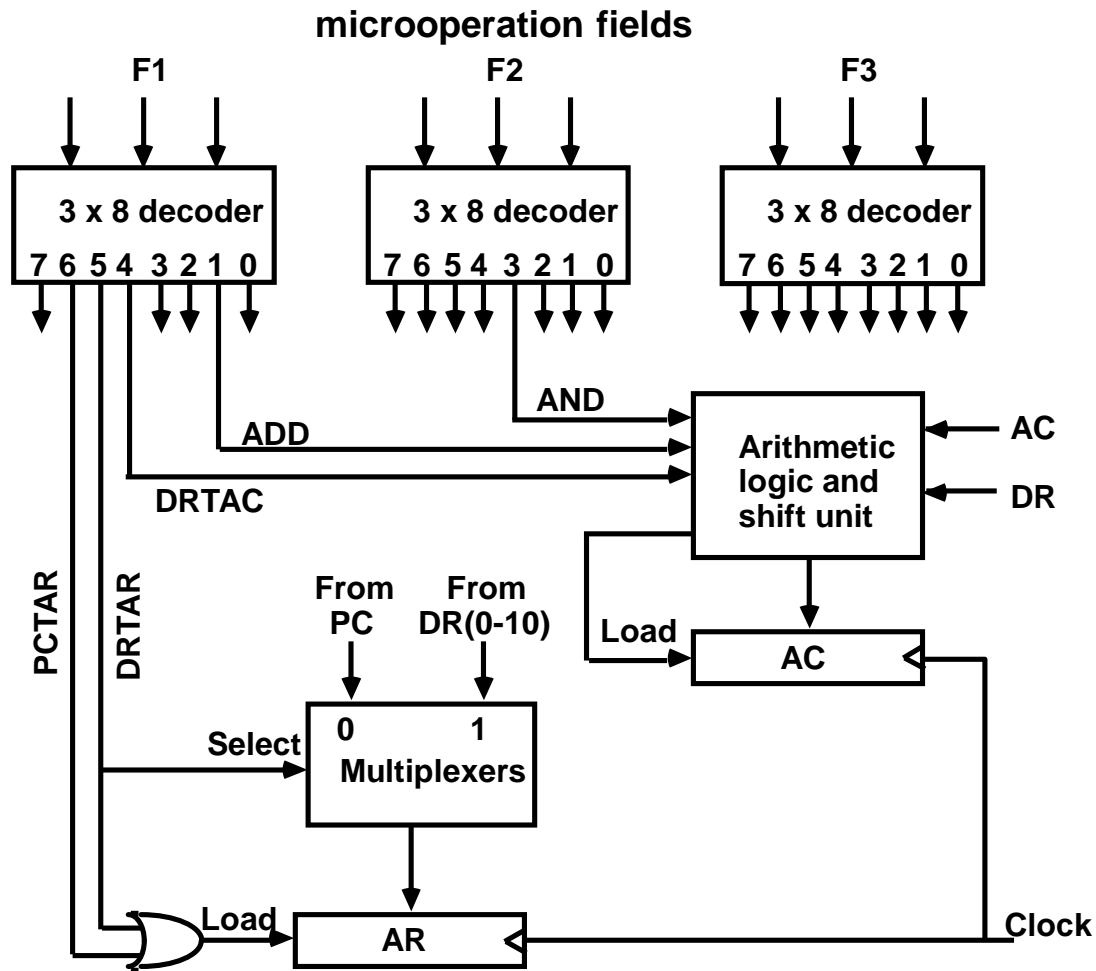 microoperation fields
F1 F2 F3
3 x 8 decoder 3 x 8 decoder 3 x 8 decoder
7 6 5 4 3 2 1 0 7 6 5 4 3 2 1 0 7 6 5 4 3 2 1 0
AND
ADD
DRTAC
Arithmetic
logic and
shift unit
AC
DR
PCTAR
DRTAR
From
PC
From
DR(0-10)
Load
AC
0 1
Select
Multiplexers
Load
AR
Clock